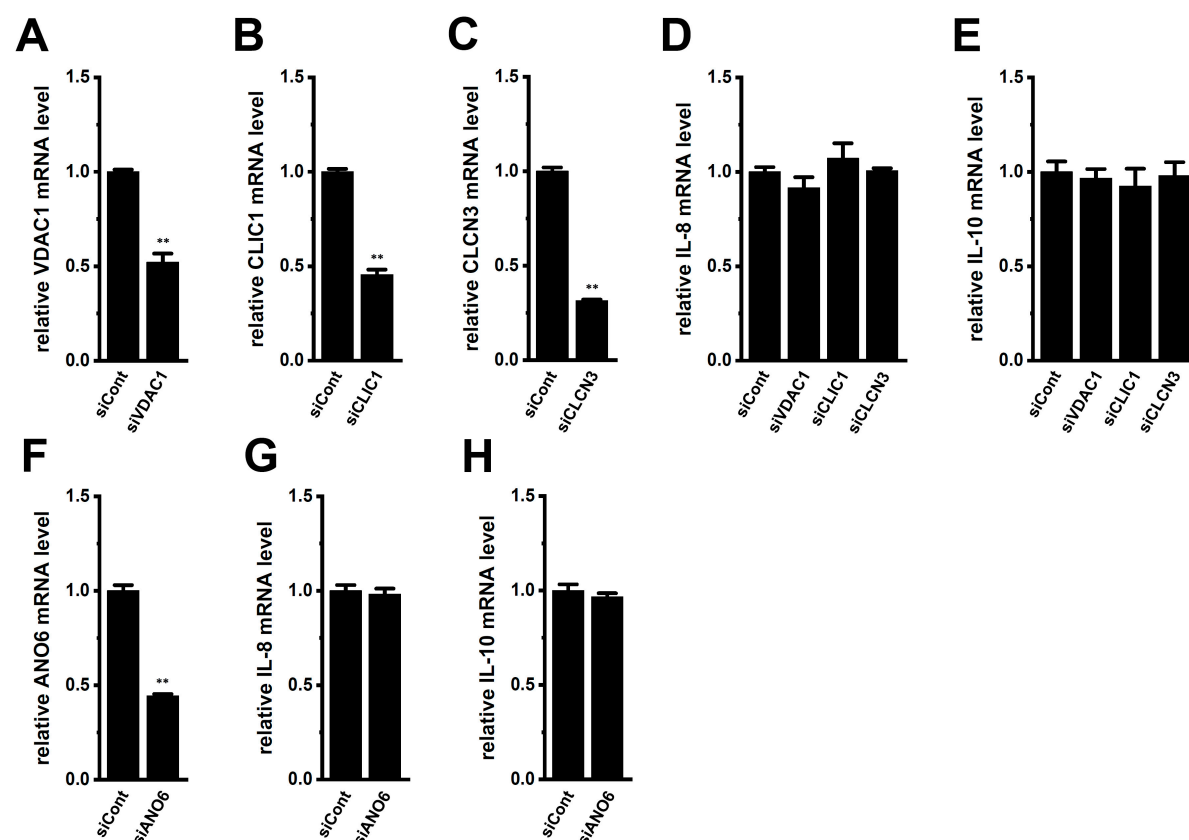 A
relative VDAC1 mRNA level
1.5
1.0
0.5
0.0
**
siCont
siVDAC1
B
relative CLIC1 mRNA level
1.5
1.0
0.5
0.0
**
siCont
siCLIC1
C
relative CLCN3 mRNA level
1.5
1.0
0.5
0.0
**
siCont
siCLCN3
D
relative IL-8 mRNA level
1.5
1.0
0.5
0.0
siCont
siVDAC1
siCLIC1
siCLCN3
E
relative IL-10 mRNA level
1.5
1.0
0.5
0.0
siCont
siVDAC1
siCLIC1
siCLCN3
F
relative ANO6 mRNA level
1.5
1.0
0.5
0.0
**
siCont
siANO6
G
relative IL-8 mRNA level
1.5
1.0
0.5
0.0
siCont
siANO6
H
relative IL-10 mRNA level
1.5
1.0
0.5
0.0
siCont
siANO6